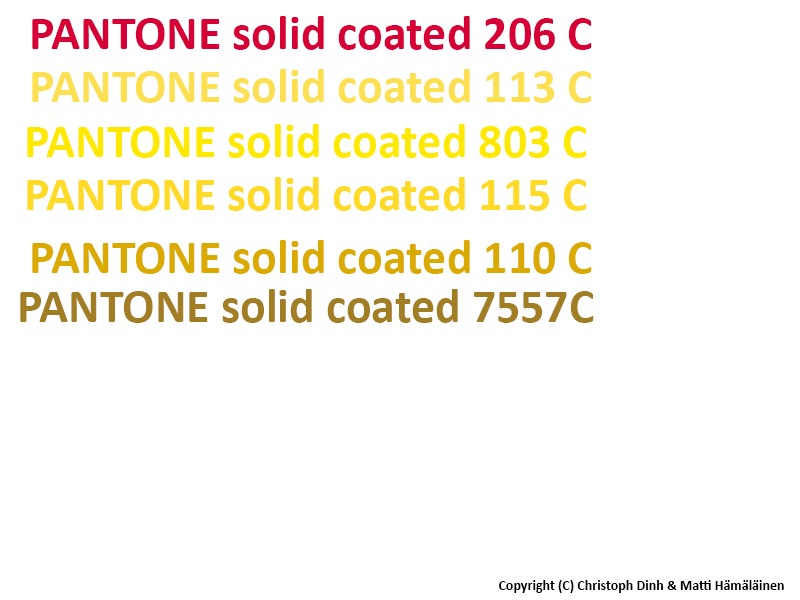 PANTONE solid coated 206 C
PANTONE solid coated 113 C
PANTONE solid coated 803 C
PANTONE solid coated 115 C
PANTONE solid coated 110 C
PANTONE solid coated 7557C
Copyright (C) Christoph Dinh & Matti Hämäläinen